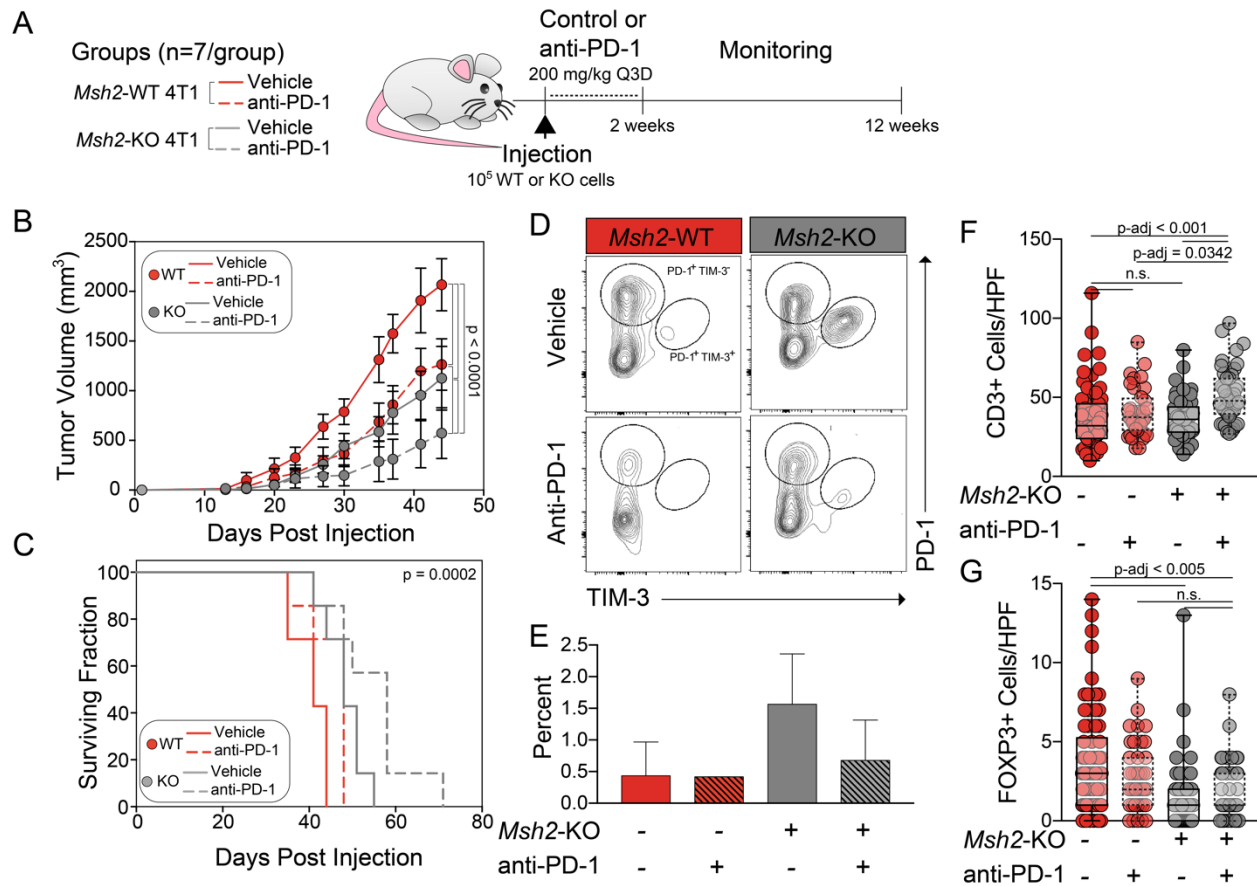 A
Groups (n=7/group)
Msh2-WT 4T1
Vehicle
anti-PD-1
Msh2-KO 4T1
Vehicle
anti-PD-1
Control or
anti-PD-1
200 mg/kg Q3D
Monitoring
2 weeks
12 weeks
Injection
10⁵ WT or KO cells
B
Tumor Volume (mm³)
2500
2000
1500
1000
500
0
WT
Vehicle
anti-PD-1
KO
Vehicle
anti-PD-1
p < 0.0001
0 10 20 30 40 50
Days Post Injection
C
Surviving Fraction
100
80
60
40
20
0
p = 0.0002
WT
Vehicle
anti-PD-1
KO
Vehicle
anti-PD-1
0 20 40 60 80
Days Post Injection
D
Msh2-WT
Msh2-KO
Vehicle
PD-1⁺ TIM-3⁻
PD-1⁺ TIM-3⁺
Anti-PD-1
PD-1
TIM-3
E
Percent
2.5
2.0
1.5
1.0
0.5
0.0
Msh2-KO - - + +
anti-PD-1 - + - +
F
p-adj < 0.001
p-adj = 0.0342
n.s.
CD3+ Cells/HPF
150
100
50
0
Msh2-KO - - + +
anti-PD-1 - + - +
G
p-adj < 0.005
n.s.
FOXP3+ Cells/HPF
15
10
5
0
Msh2-KO - - + +
anti-PD-1 - + - +